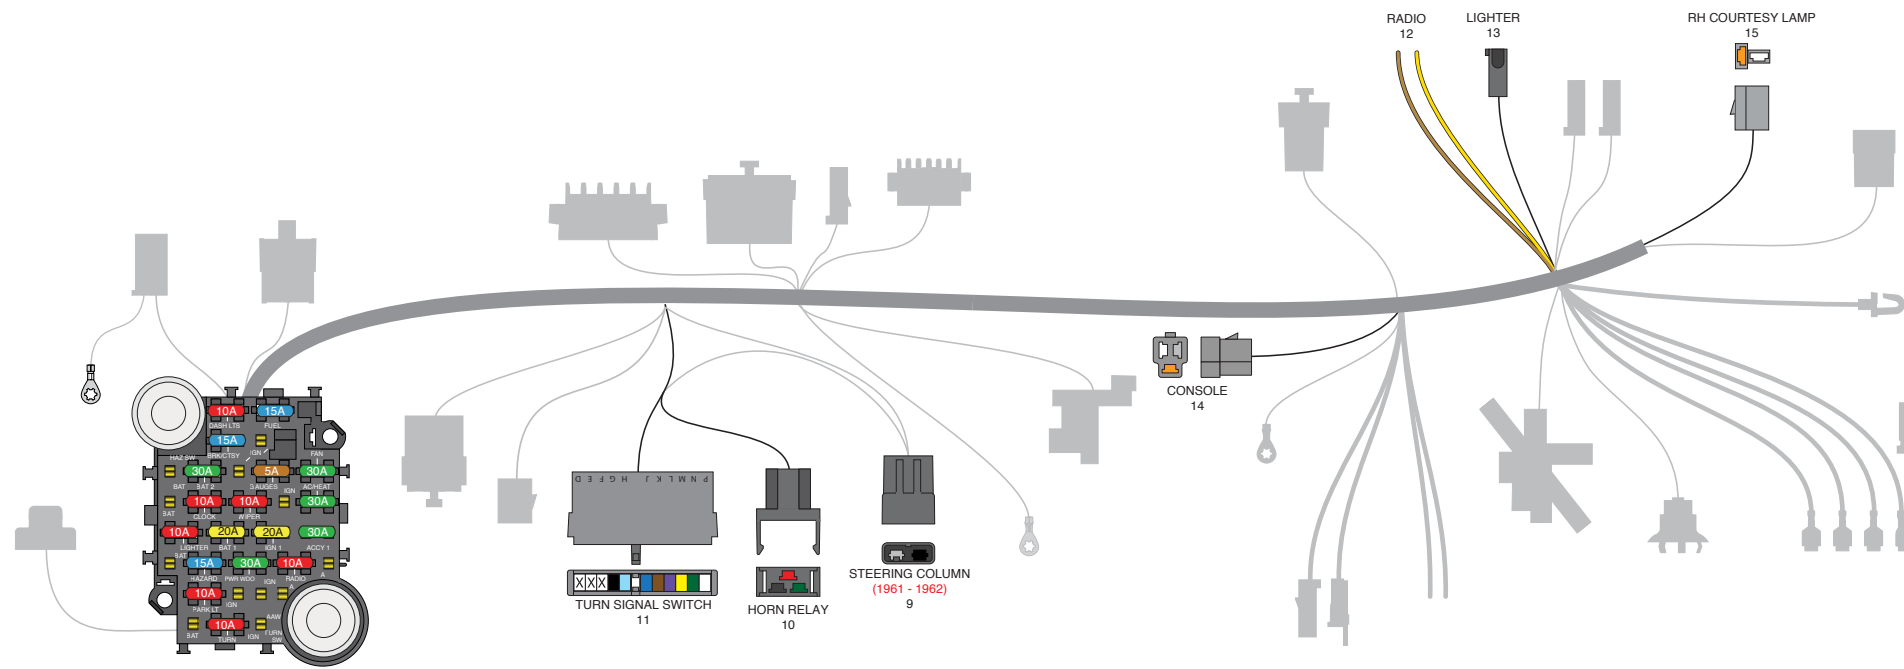 RADIO
12
LIGHTER
13
RH COURTESY LAMP
15
CONSOLE
14
D E F G H J K L M N P
X X X
TURN SIGNAL SWITCH
11
HORN RELAY
10
STEERING COLUMN
(1961 - 1962)
9
10A 15A
DASH LTS FUEL
15A
HAZ SW BRK/CTSY IGN FAN
30A 5A 30A
BAT BAT 2 GAUGES IGN AC/HEAT
10A 10A 30A
BAT CLOCK WIPER
10A 20A 20A 30A
LIGHTER BAT 1 IGN 1 ACCY 1
BAT
15A 30A 10A
HAZARD PWR WDO IGN RADIO A
10A A
PARK LT IGN
10A
BAT TURN IGN TURN
SW